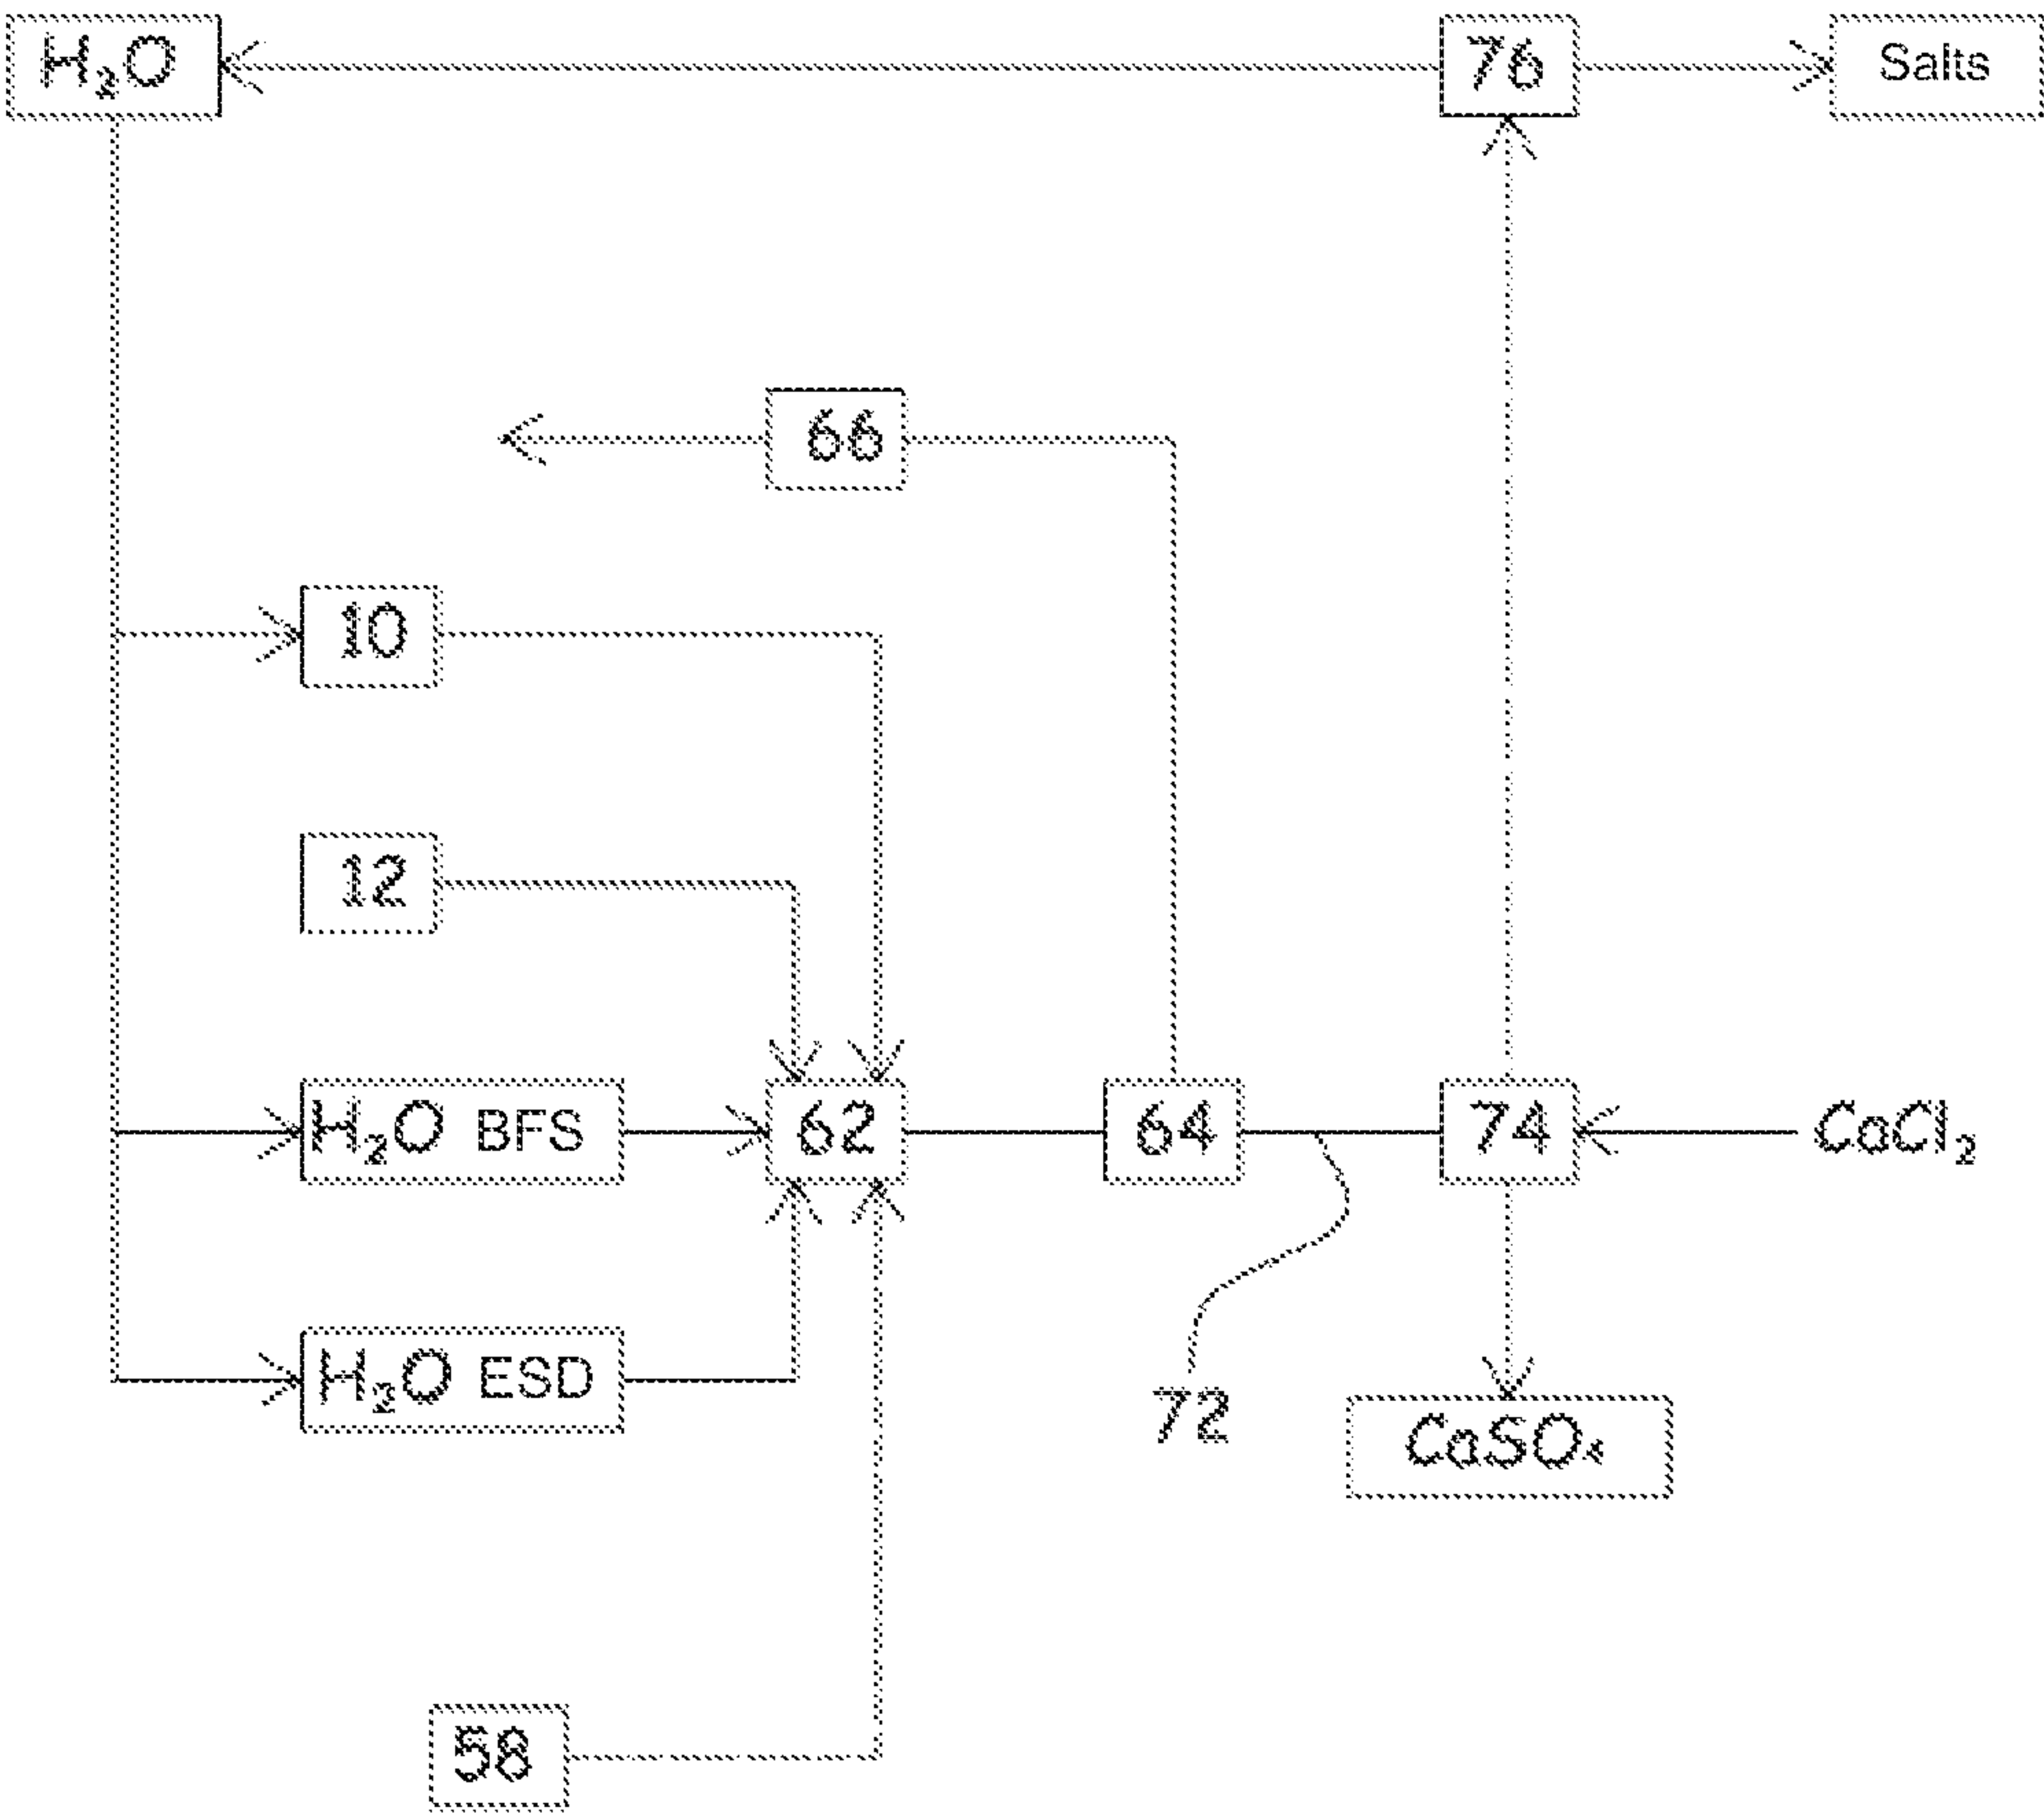 H₂O
76
Salts
66
10
12
H₂O BFS
62
64
74
CaCl₂
H₂O ESD
72
CaSO₄
58